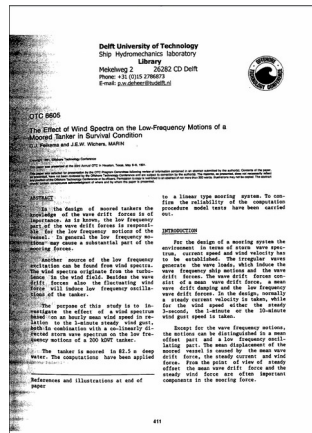 Delft University of Technology
Ship Hydromechanics laboratory
Library
Mekelweg 2 26282 CD Delft
Phone: +31 (0)15 2786873
E-mail: p.w.deheer@tudelft.nl
OTC 6605
The Effect of Wind Spectra on the Low-Frequency Motions of a
Moored Tanker in Survival Condition
J.E.W. Wichers, MARIN
ABSTRACT
In the design of moored tankers the
knowledge of the wave drift forces is of
importance. As is known, the low frequency
part of the wave drift forces is respon-
sible for the low frequency motions of the
vessel. In general the low frequency mo-
tions may cause a substantial part of the
mooring forces.
Another source of the low frequency
excitation can be found from wind spectra.
The wind spectra originate from the turbu-
lence in the wind field. Besides the wave
drift forces also the fluctuating wind
force will induce low frequency oscilla-
tions of the tanker.
The purpose of this study is to in-
vestigate the effect of a wind spectrum
based on an hourly mean wind speed in re-
lation to the 1-minute steady wind gust,
both in combination with a co-linearly di-
rected storm wave spectrum on the low fre-
quency motions of a 200 kDWT tanker.
The tanker is moored in 82.5 m deep
water. The computations have been applied
References and illustrations at end of
paper
to a linear type mooring system. To con-
firm the reliability of the computation
procedure model tests have been carried
out.
INTRODUCTION
For the design of a mooring system the
environment in terms of storm wave spec-
trum, current speed and wind velocity has
to be established. The irregular waves
generate the wave loads, which induce the
wave frequency ship motions and the wave
drift forces. The wave drift forces con-
sist of a mean wave drift force, a mean
wave drift damping and the low frequency
wave drift forces. In the design, normally
a steady current velocity is taken, while
for the wind speed either the steady
3-second, the 1-minute or the 10-minute
wind gust speed is taken.
Except for the wave frequency motions,
the motions can be distinguished in a mean
offset part and a low frequency oscil-
lating part. The mean displacement of the
moored vessel is caused by the mean wave
drift force, the steady current and wind
force. From the point of view of steady
offset the mean wave drift force and the
steady wind force are often important
components in the mooring force.
411